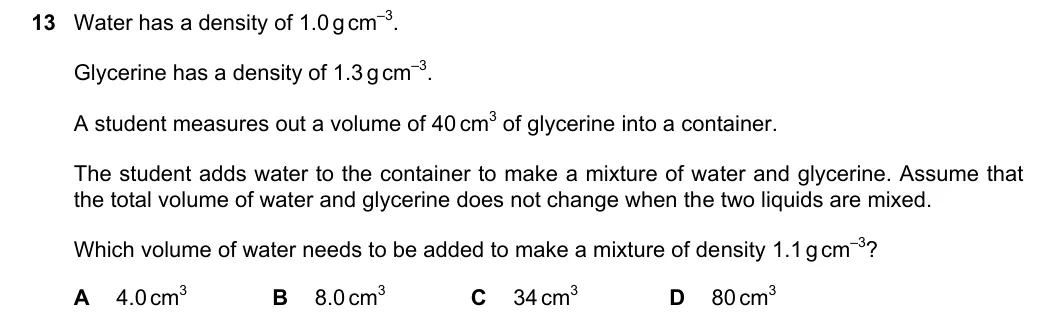 13 Water has a density of 1.0 g cm⁻³.
Glycerine has a density of 1.3 g cm⁻³.
A student measures out a volume of 40 cm³ of glycerine into a container.
The student adds water to the container to make a mixture of water and glycerine. Assume that
the total volume of water and glycerine does not change when the two liquids are mixed.
Which volume of water needs to be added to make a mixture of density 1.1 g cm⁻³?
A 4.0 cm³ B 8.0 cm³ C 34 cm³ D 80 cm³